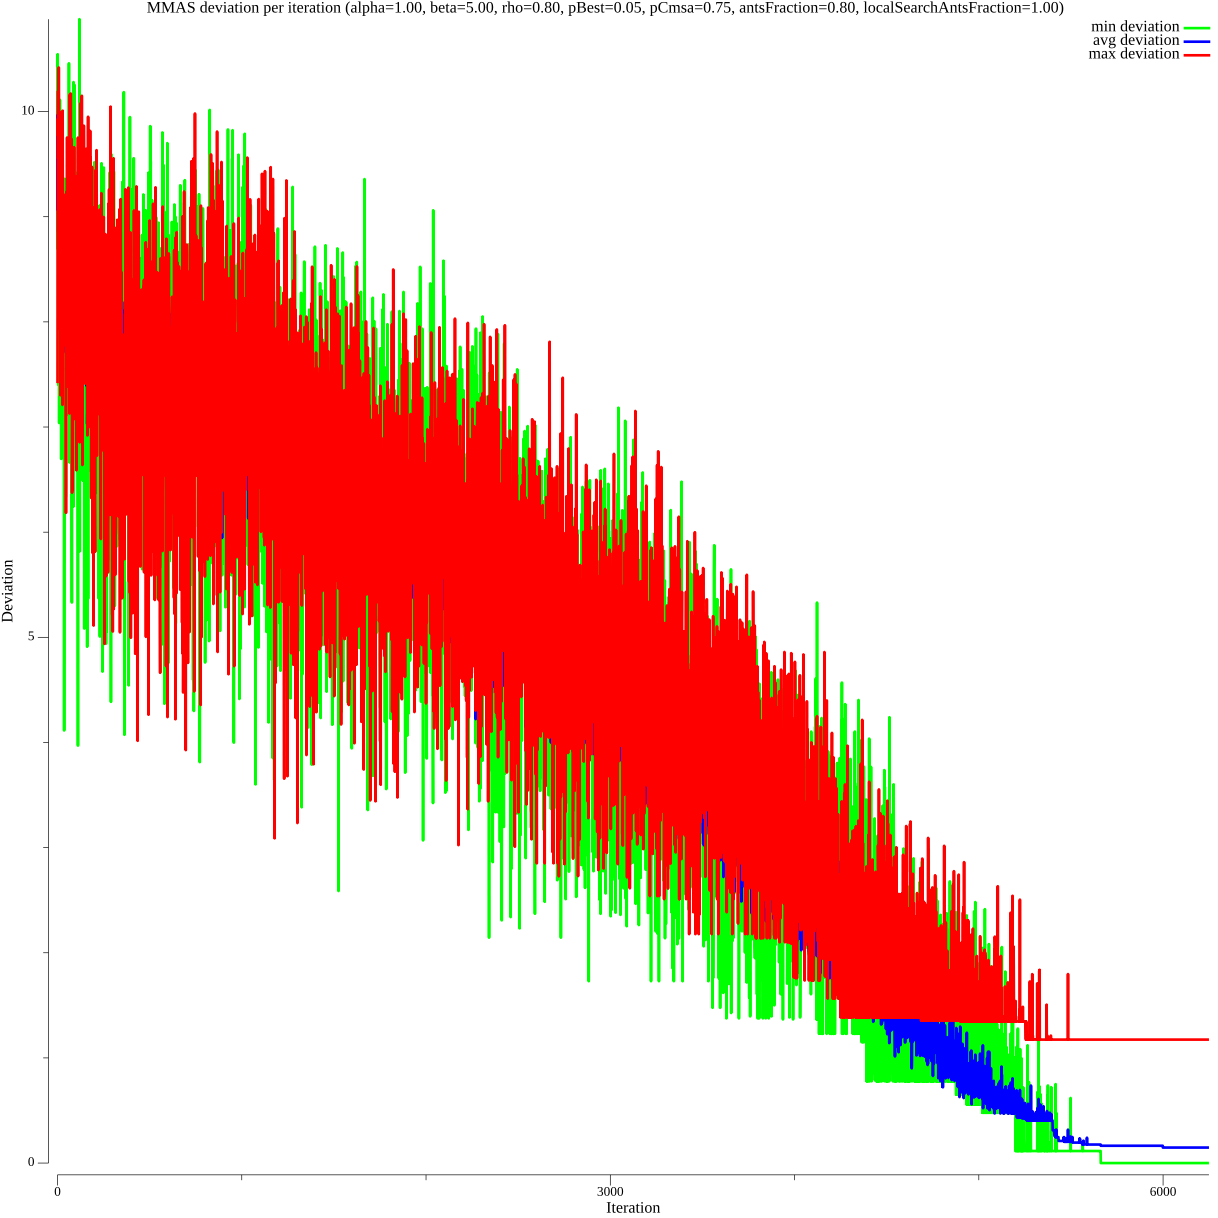 MMAS deviation per iteration (alpha=1.00, beta=5.00, rho=0.80, pBest=0.05, pCmsa=0.75, antsFraction=0.80, localSearchAntsFraction=1.00)
min deviation
avg deviation
max deviation
10
5
0
Deviation
0
3000
6000
Iteration